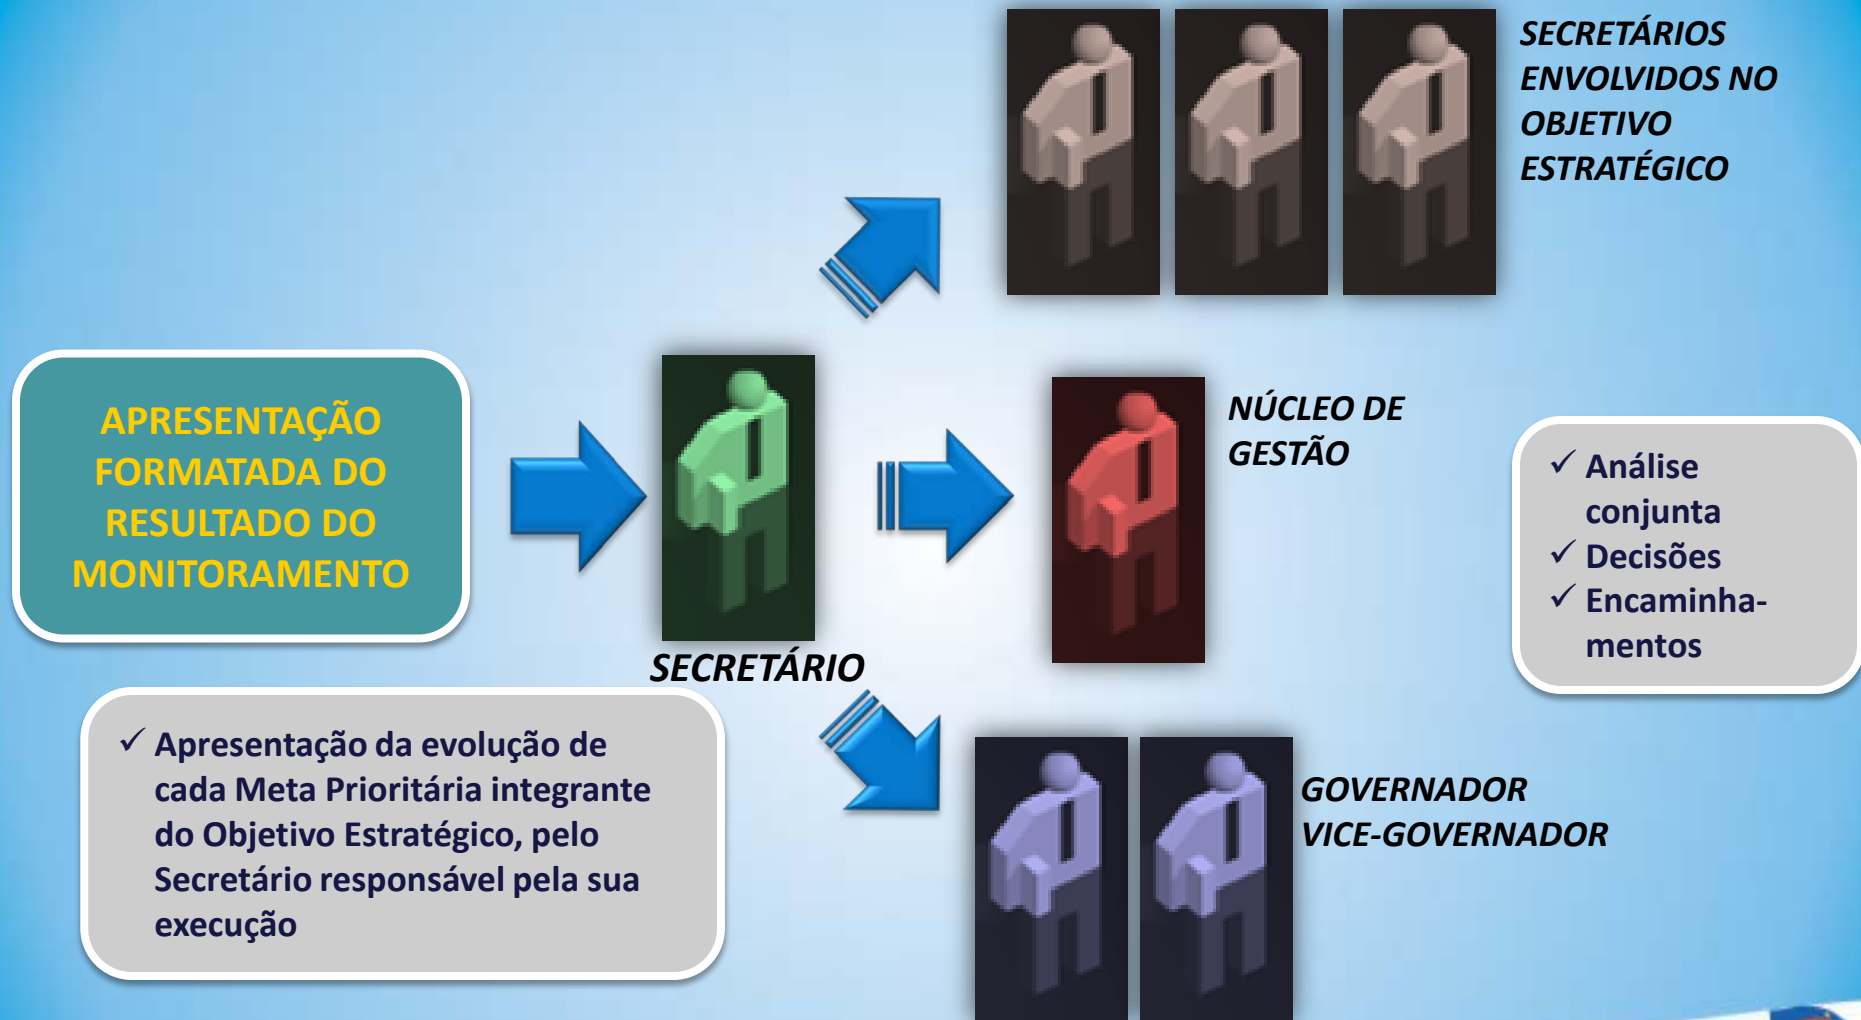 SECRETÁRIOS
ENVOLVIDOS NO
OBJETIVO
ESTRATÉGICO
APRESENTAÇÃO
FORMATADA DO
RESULTADO DO
MONITORAMENTO
SECRETÁRIO
NÚCLEO DE
GESTÃO
✓ Análise
conjunta
✓ Decisões
✓ Encaminha-
mentos
✓ Apresentação da evolução de
cada Meta Prioritária integrante
do Objetivo Estratégico, pelo
Secretário responsável pela sua
execução
GOVERNADOR
VICE-GOVERNADOR